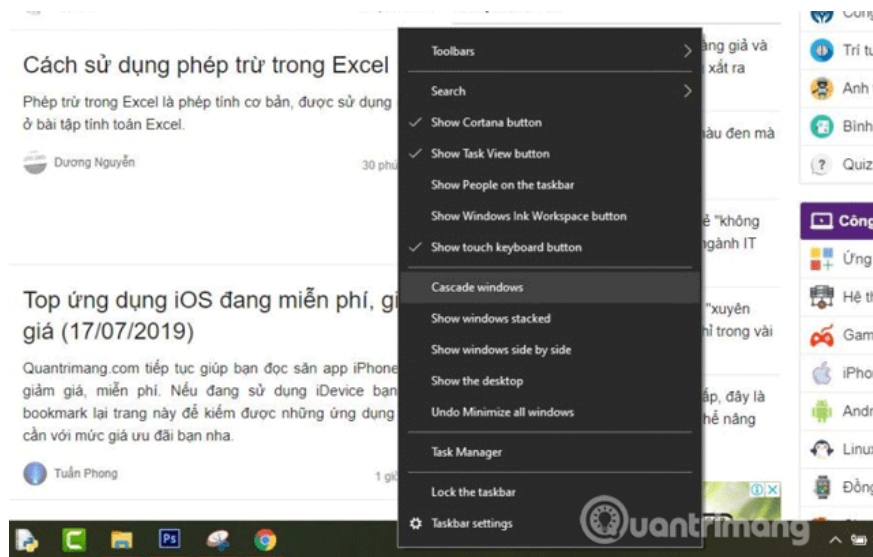 Cách sử dụng phép trừ trong Excel
Phép trừ trong Excel là phép tính cơ bản, được sử dụng
ở bài tập tính toán Excel.
Dương Nguyễn
30 phú
Top ứng dụng iOS đang miễn phí, gi
giá (17/07/2019)
Quantrimang.com tiếp tục giúp bạn đọc săn app iPhone
giảm giá, miễn phí. Nếu đang sử dụng iDevice bạn
bookmark lại trang này để kiếm được những ứng dụng
cần với mức giá ưu đãi bạn nha.
Tuấn Phong
1 giờ
Toolbars
Search
Show Cortana button
Show Task View button
Show People on the taskbar
Show Windows Ink Workspace button
Show touch keyboard button
Cascade windows
Show windows stacked
Show windows side by side
Show the desktop
Undo Minimize all windows
Task Manager
Lock the taskbar
Taskbar settings
ằng giả và
xắt ra
àu đen mà
ẻ "không
ngành IT
"xuyên
hỉ trong vài
ấp, đây là
hể nâng
Trí tu
Anh
Bình
Quiz
Công
Ứng
Hệ th
Gam
iPho
Andr
Linux
Đồng
Ps
Quantrimang